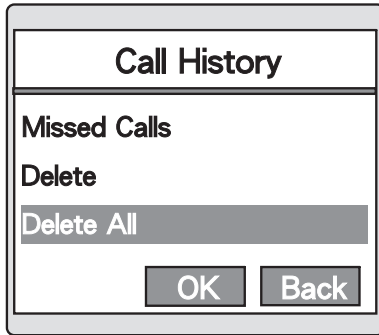 Call History
Missed Calls
Delete
Delete All
OK Back